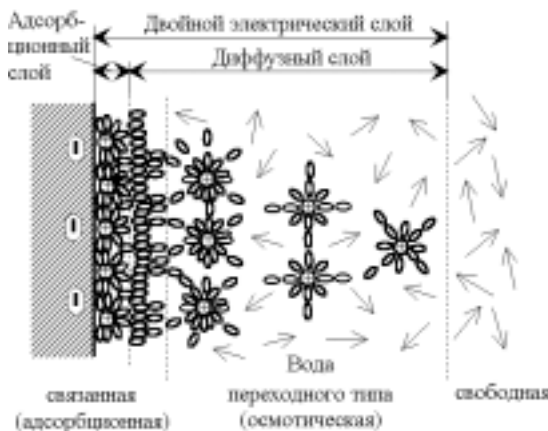 Двойной электрический слой
Адсорб-
ционный
слой
Диффузный слой
Вода
связанная
(адсорбционная)
переходного типа
(осмотическая)
свободная